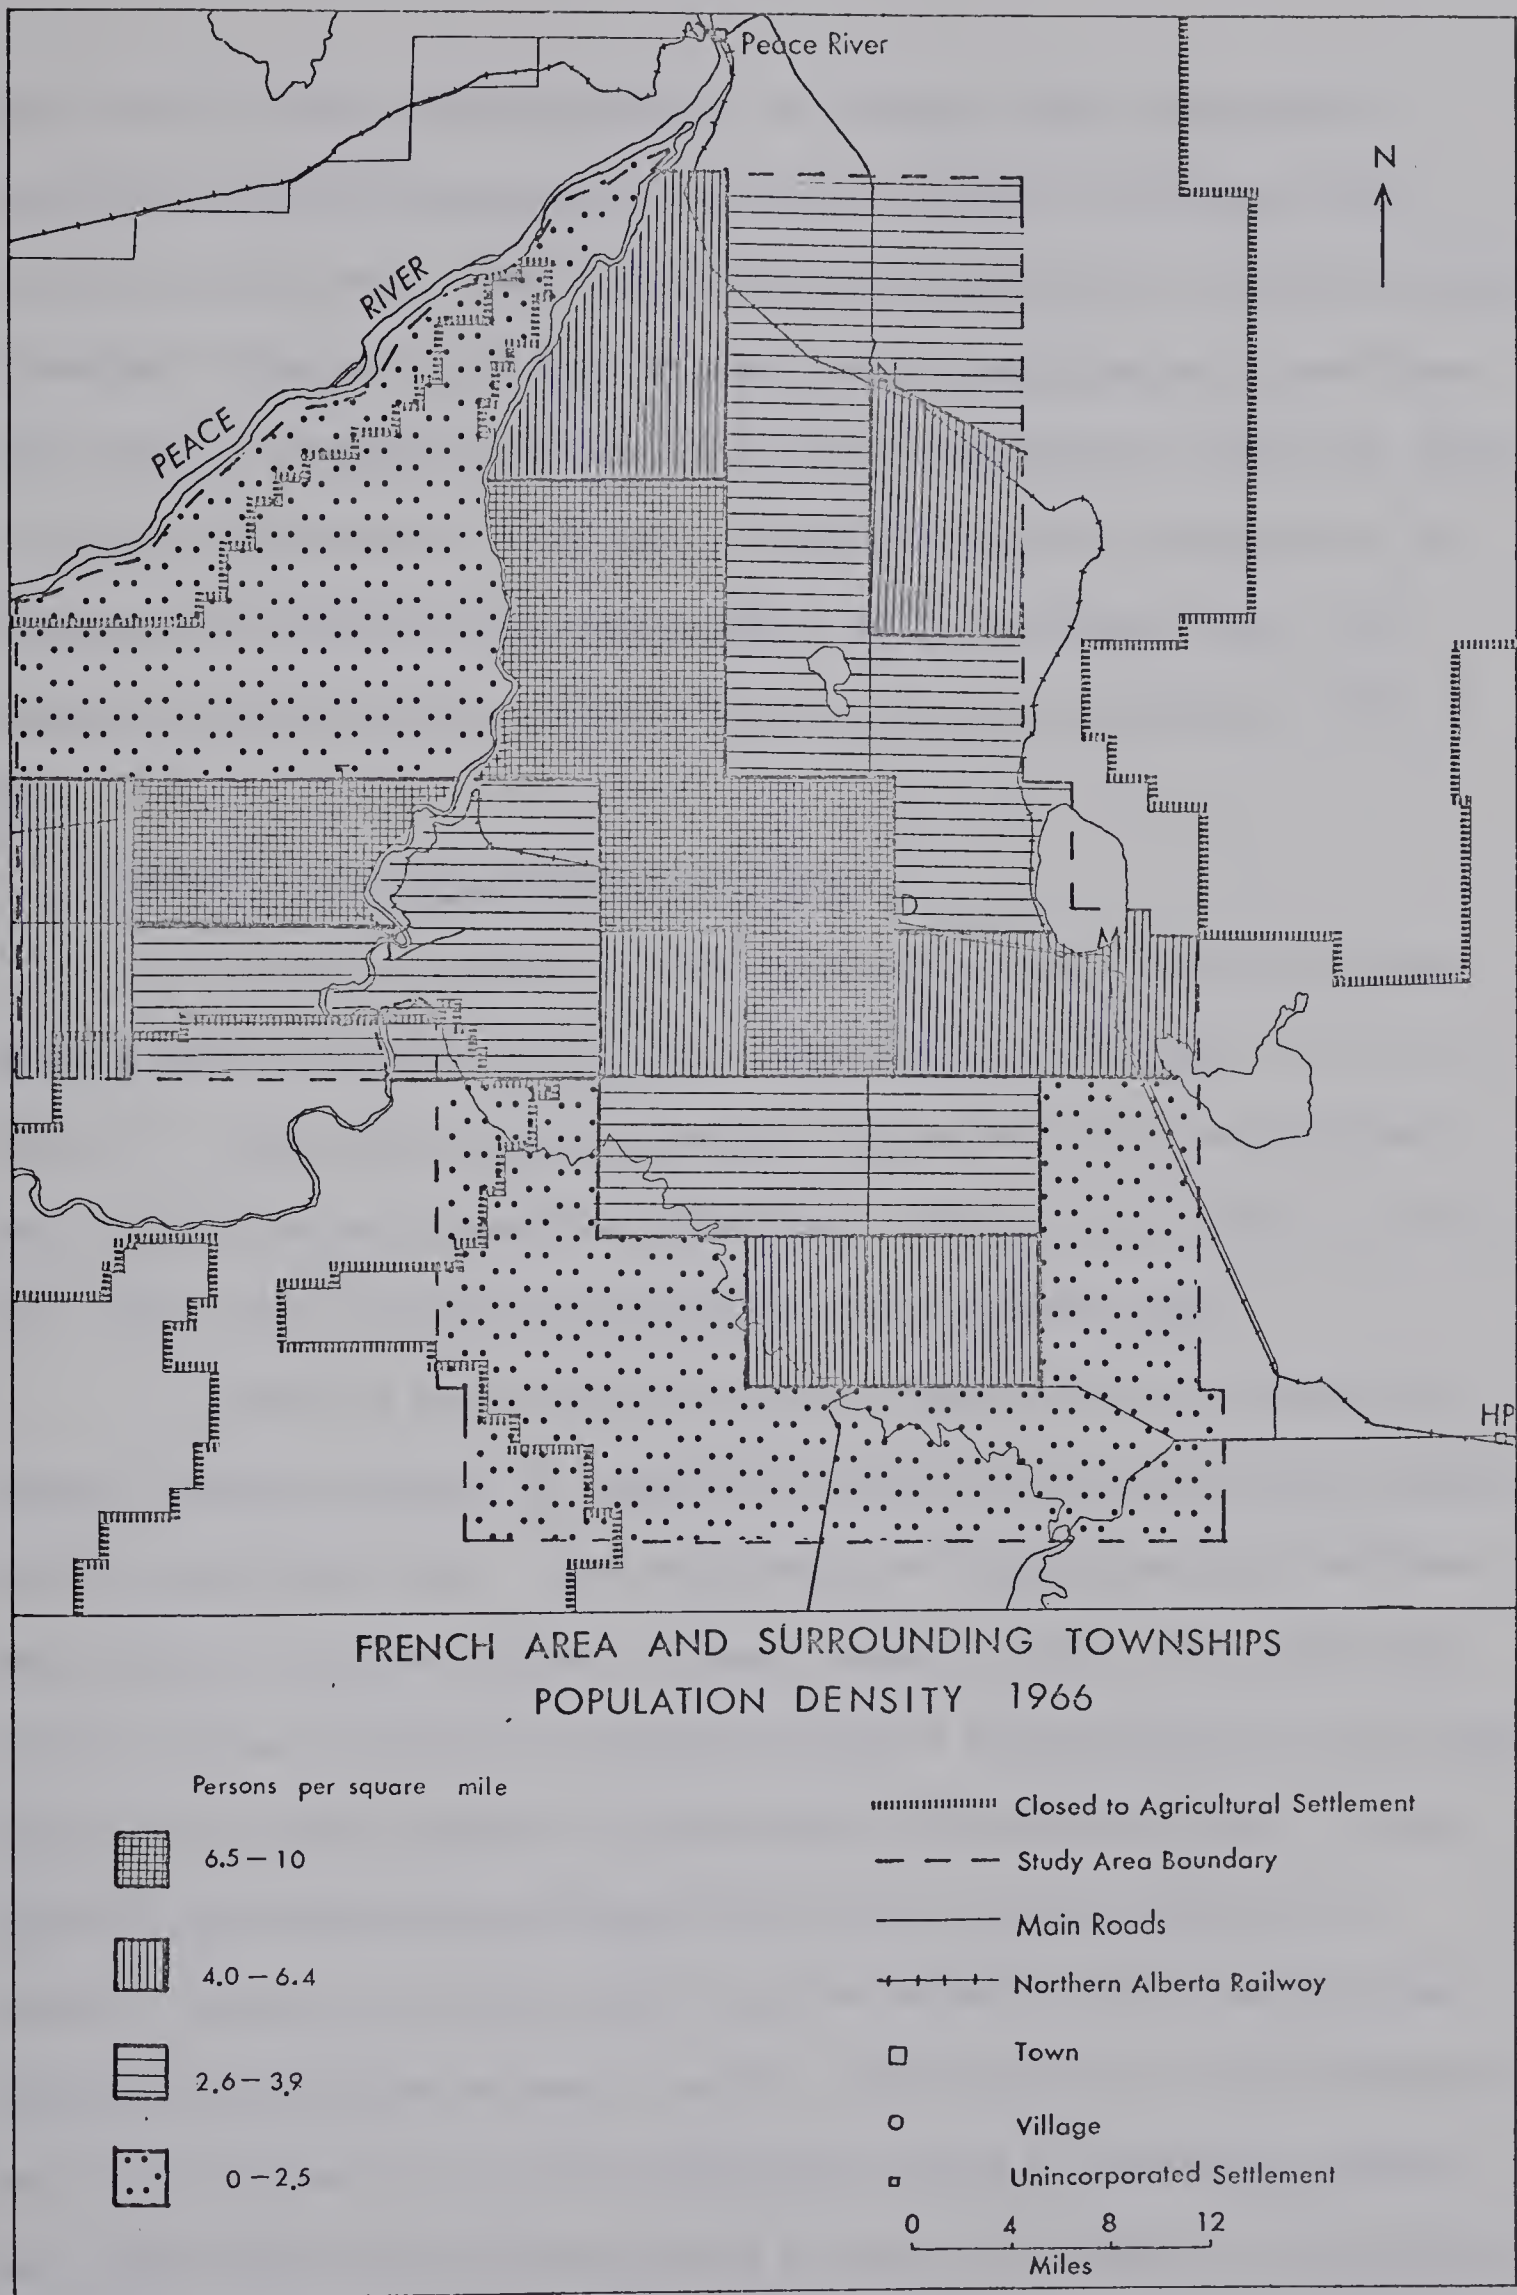 Peace River
N
PEACE RIVER
D
M
HP
FRENCH AREA AND SURROUNDING TOWNSHIPS
POPULATION DENSITY 1966
Persons per square mile
6.5 – 10
4.0 – 6.4
2.6 – 3.9
0 – 2.5
Closed to Agricultural Settlement
Study Area Boundary
Main Roads
Northern Alberta Railway
Town
Village
Unincorporated Settlement
0 4 8 12
Miles